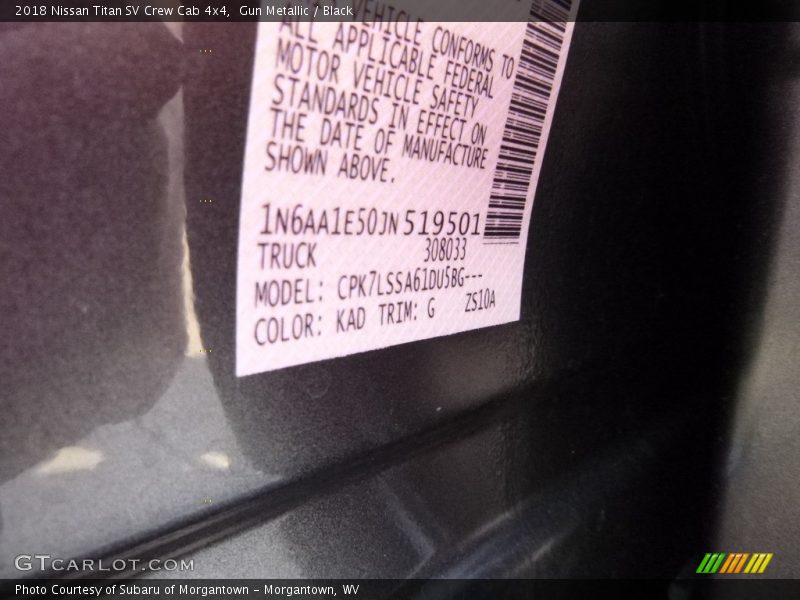 2018 Nissan Titan SV Crew Cab 4x4,  Gun Metallic / Black
VEHICLE CONFORMS TO
ALL APPLICABLE FEDERAL
MOTOR VEHICLE SAFETY
STANDARDS IN EFFECT ON
THE DATE OF MANUFACTURE
SHOWN ABOVE.
1N6AA1E50JN519501
TRUCK 308033
MODEL: CPK7LSSA61DU5BG---
COLOR: KAD TRIM: G ZS10A
GTCARLOT.COM
Photo Courtesy of Subaru of Morgantown - Morgantown, WV